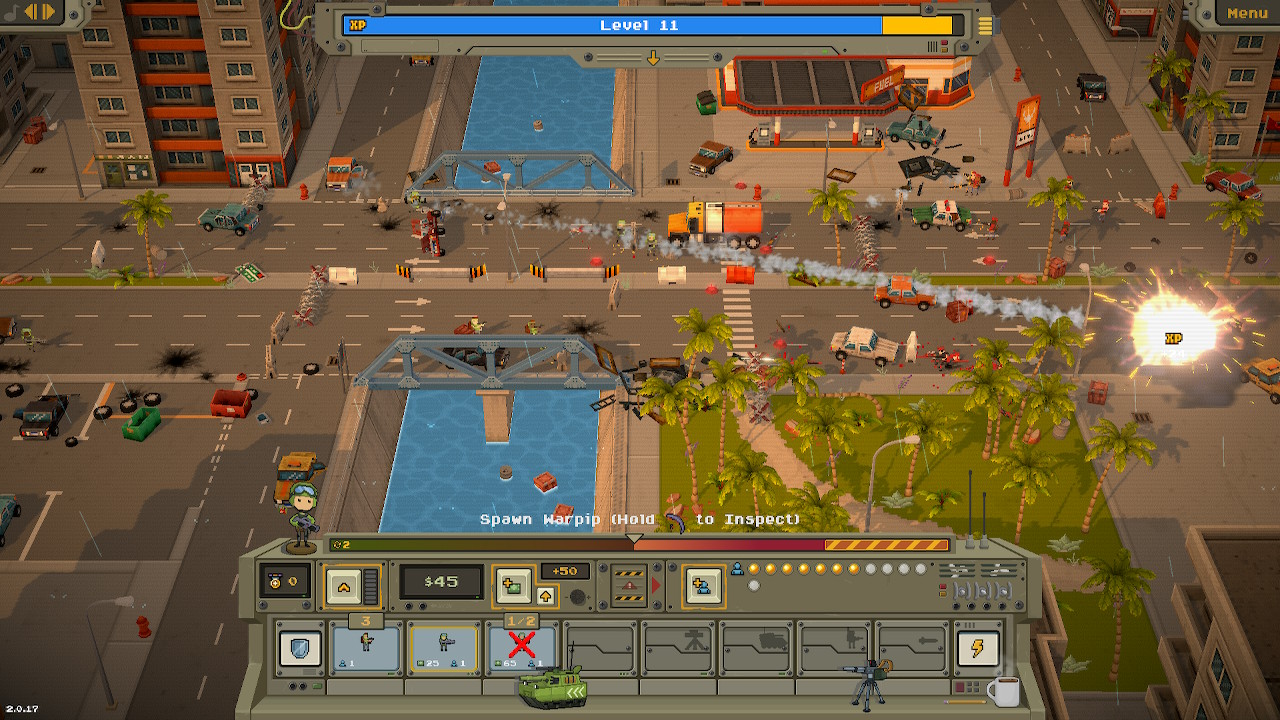 XP
Level 11
Menu
FUEL
XP
Spawn Warpip (Hold to Inspect)
2
0
$45
+50
3
1/2
1
25
1
65
1
2.0.17